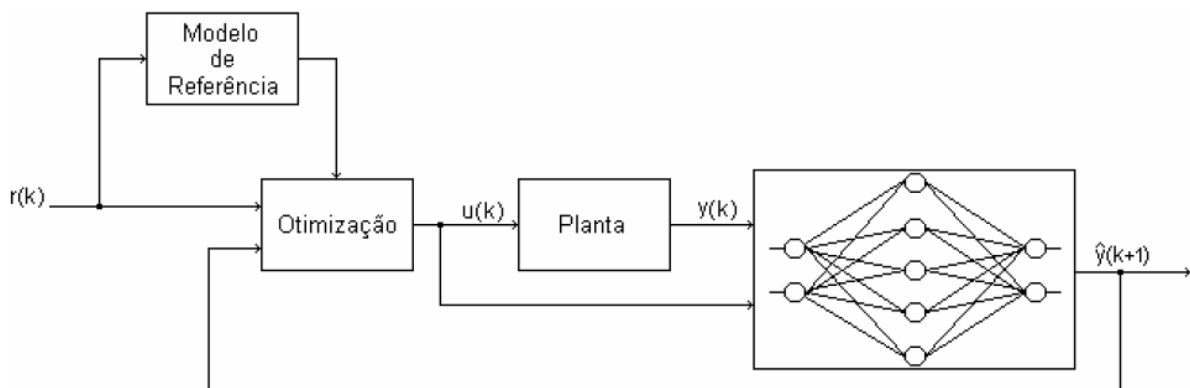 Modelo
de
Referência
r(k)
Otimização
u(k)
Planta
y(k)
ŷ(k+1)